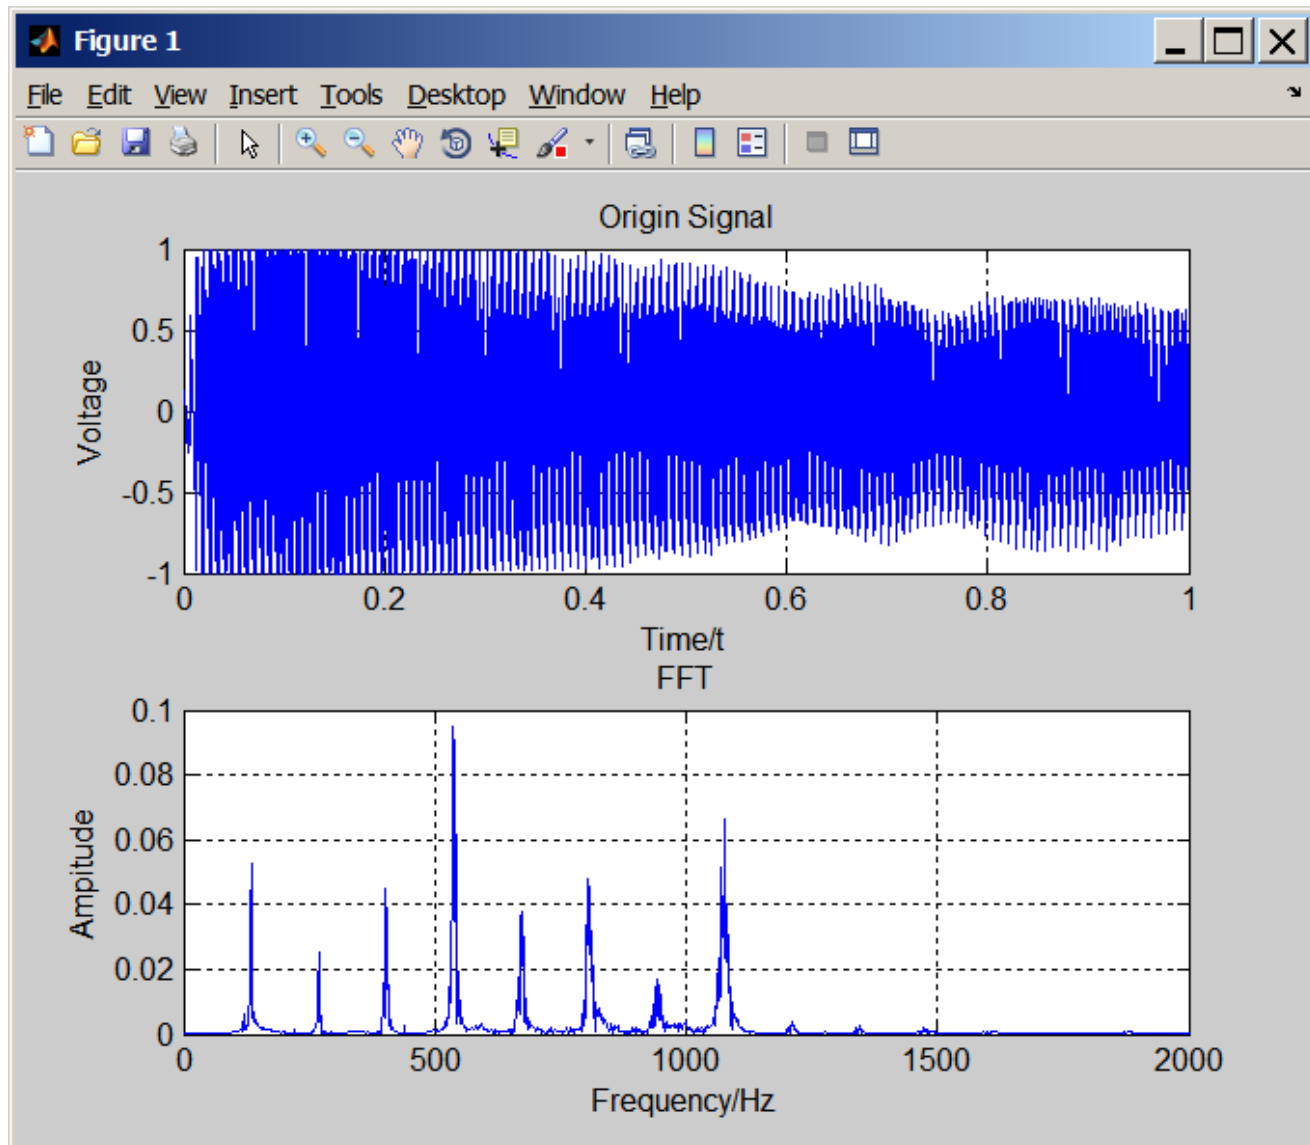 Figure 1
File Edit View Insert Tools Desktop Window Help
Origin Signal
1
0.5
0
-0.5
-1
Voltage
0 0.2 0.4 0.6 0.8 1
Time/t
FFT
0.1
0.08
0.06
0.04
0.02
0
Ampitude
0 500 1000 1500 2000
Frequency/Hz